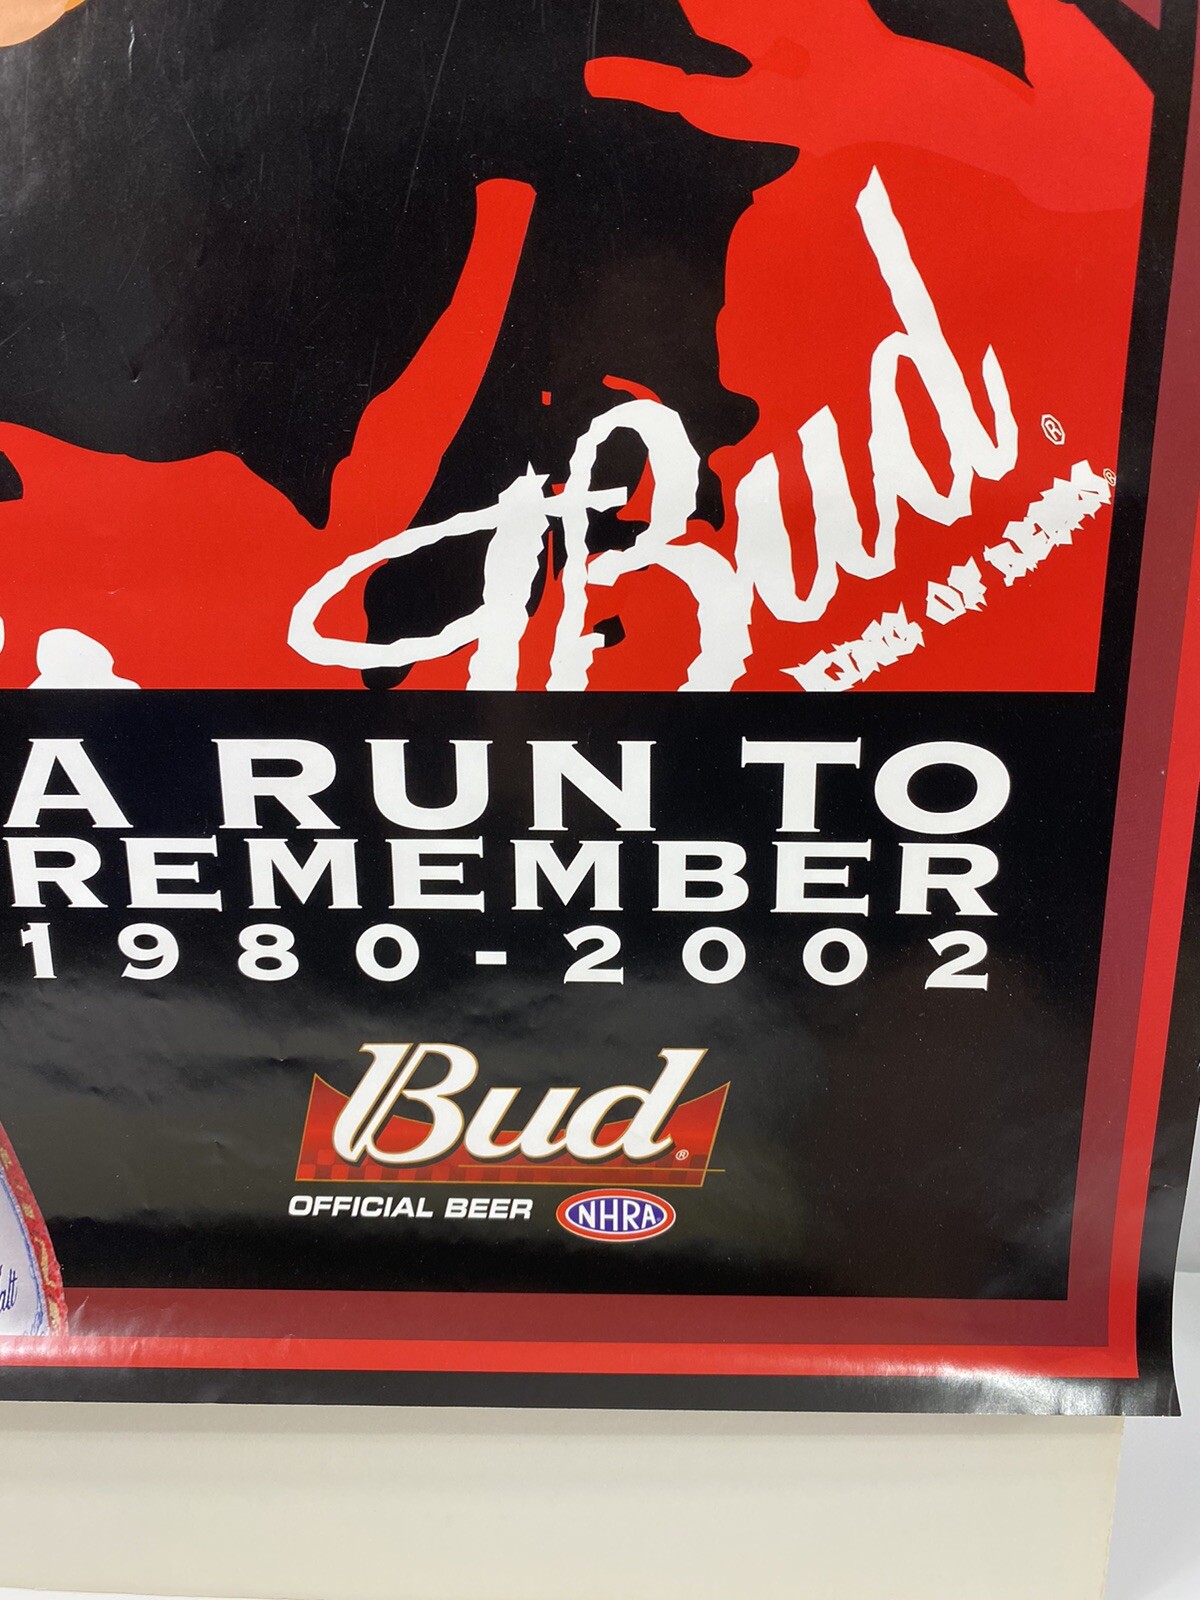 Bud®
KING OF BEERS®
A RUN TO
REMEMBER
1980-2002
Bud®
OFFICIAL BEER NHRA